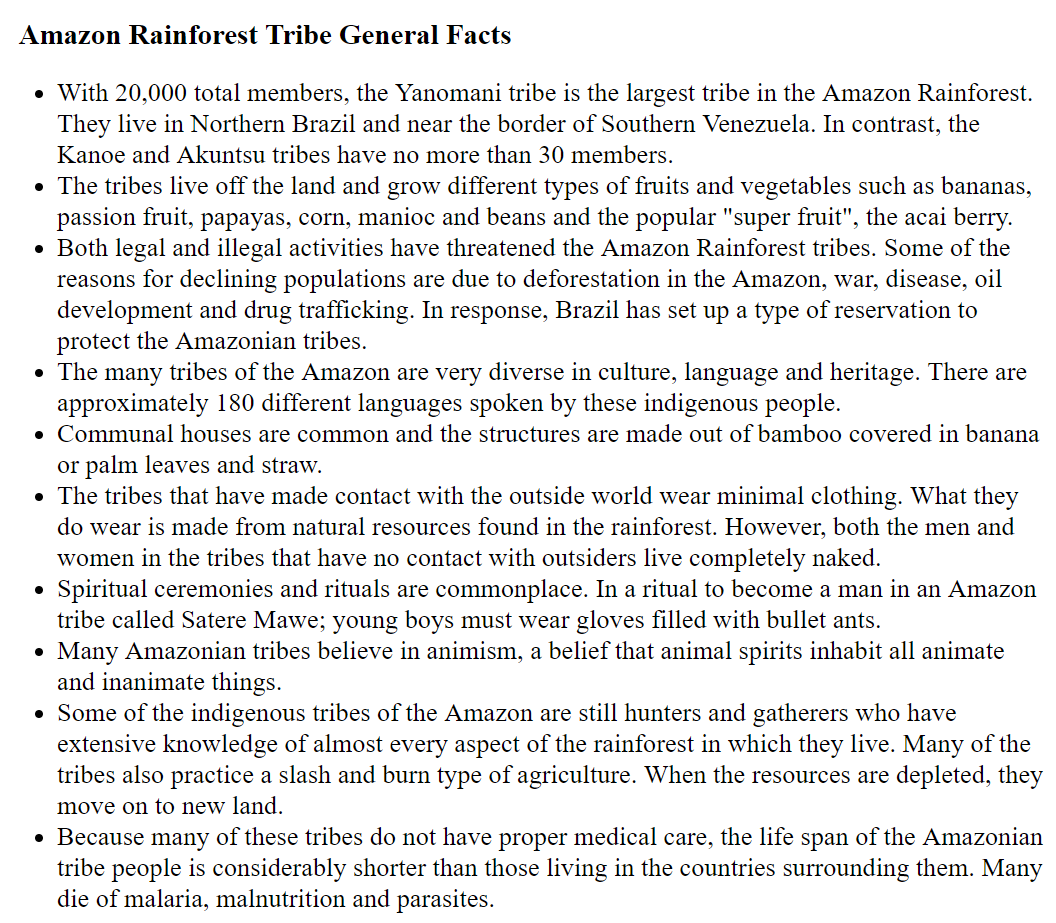 Amazon Rainforest Tribe General Facts
• With 20,000 total members, the Yanomani tribe is the largest tribe in the Amazon Rainforest.
They live in Northern Brazil and near the border of Southern Venezuela. In contrast, the
Kanoe and Akuntsu tribes have no more than 30 members.
• The tribes live off the land and grow different types of fruits and vegetables such as bananas,
passion fruit, papayas, corn, manioc and beans and the popular "super fruit", the acai berry.
• Both legal and illegal activities have threatened the Amazon Rainforest tribes. Some of the
reasons for declining populations are due to deforestation in the Amazon, war, disease, oil
development and drug trafficking. In response, Brazil has set up a type of reservation to
protect the Amazonian tribes.
• The many tribes of the Amazon are very diverse in culture, language and heritage. There are
approximately 180 different languages spoken by these indigenous people.
• Communal houses are common and the structures are made out of bamboo covered in banana
or palm leaves and straw.
• The tribes that have made contact with the outside world wear minimal clothing. What they
do wear is made from natural resources found in the rainforest. However, both the men and
women in the tribes that have no contact with outsiders live completely naked.
• Spiritual ceremonies and rituals are commonplace. In a ritual to become a man in an Amazon
tribe called Satere Mawe; young boys must wear gloves filled with bullet ants.
• Many Amazonian tribes believe in animism, a belief that animal spirits inhabit all animate
and inanimate things.
• Some of the indigenous tribes of the Amazon are still hunters and gatherers who have
extensive knowledge of almost every aspect of the rainforest in which they live. Many of the
tribes also practice a slash and burn type of agriculture. When the resources are depleted, they
move on to new land.
• Because many of these tribes do not have proper medical care, the life span of the Amazonian
tribe people is considerably shorter than those living in the countries surrounding them. Many
die of malaria, malnutrition and parasites.